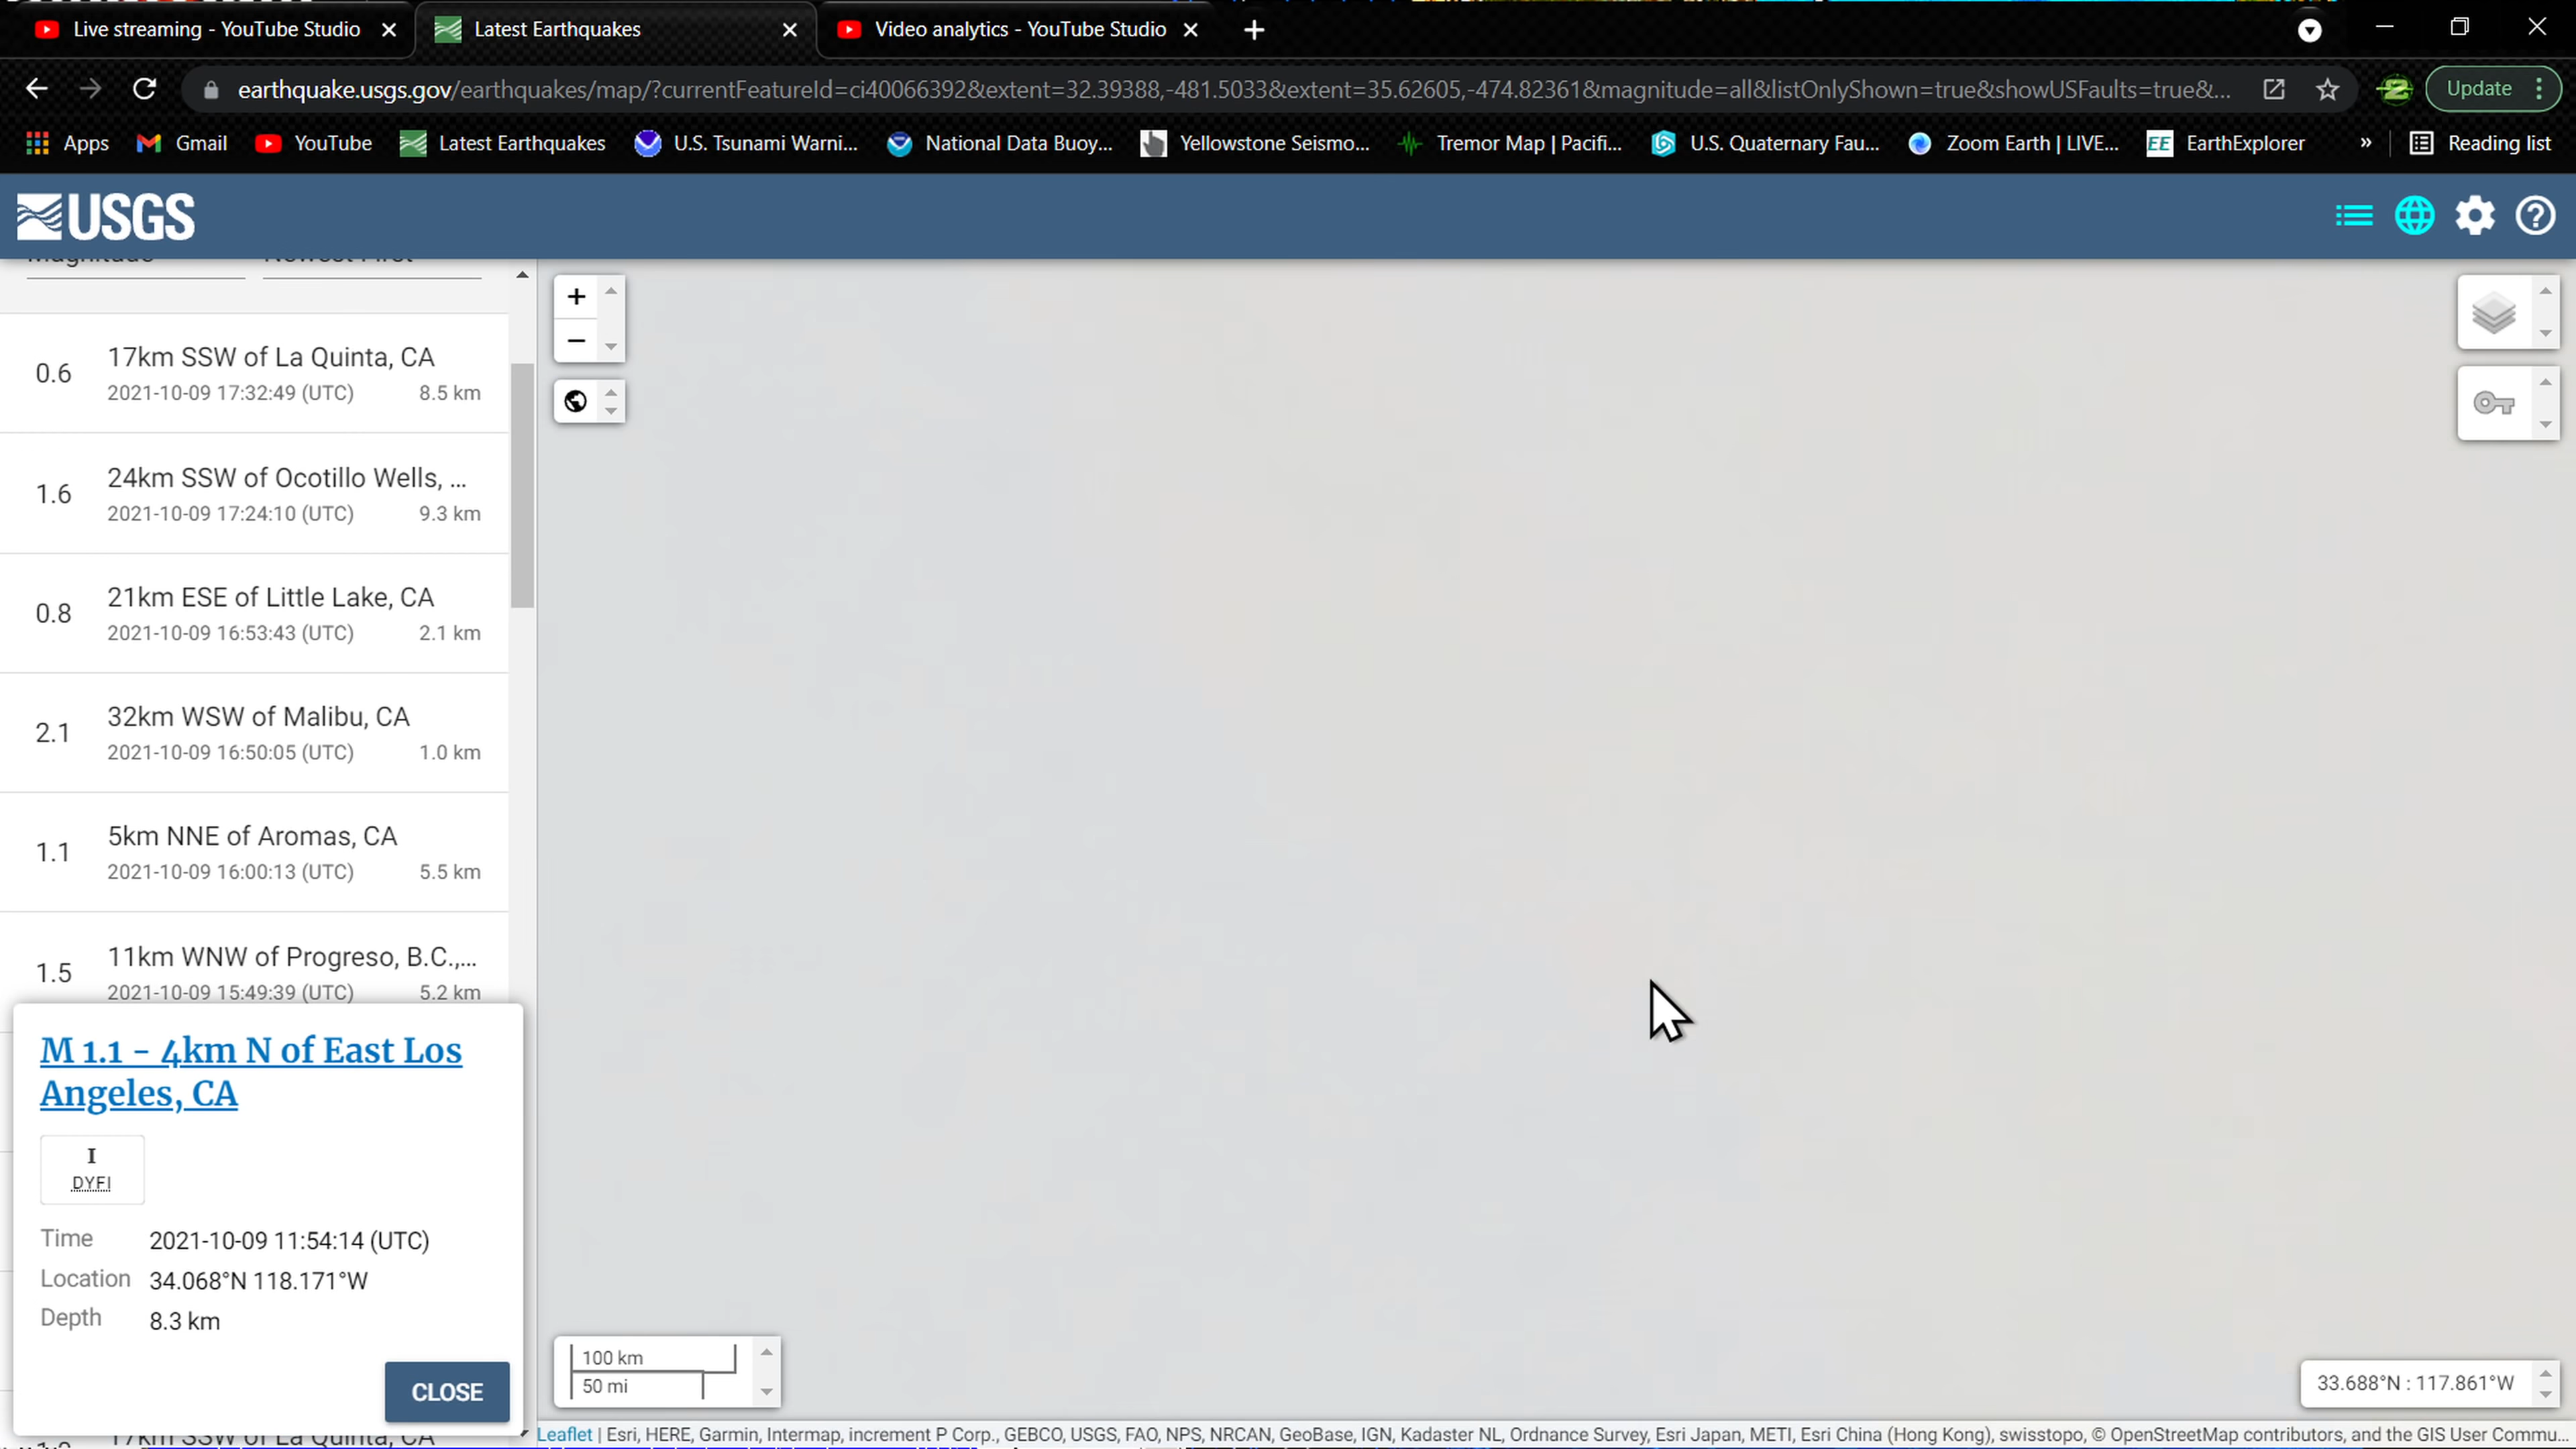 Live streaming - YouTube Studio
Latest Earthquakes
Video analytics - YouTube Studio
earthquake.usgs.gov/earthquakes/map/?currentFeatureId=ci40066392&extent=32.39388,-481.5033&extent=35.62605,-474.82361&magnitude=all&listOnlyShown=true&showUSFaults=true&...
Update
Apps
Gmail
YouTube
Latest Earthquakes
U.S. Tsunami Warni...
National Data Buoy...
Yellowstone Seismo...
Tremor Map | Pacifi...
U.S. Quaternary Fau...
Zoom Earth | LIVE...
EE EarthExplorer
»
Reading list
USGS
Magnitude Newest First
0.6 17km SSW of La Quinta, CA
2021-10-09 17:32:49 (UTC) 8.5 km
1.6 24km SSW of Ocotillo Wells, ...
2021-10-09 17:24:10 (UTC) 9.3 km
0.8 21km ESE of Little Lake, CA
2021-10-09 16:53:43 (UTC) 2.1 km
2.1 32km WSW of Malibu, CA
2021-10-09 16:50:05 (UTC) 1.0 km
1.1 5km NNE of Aromas, CA
2021-10-09 16:00:13 (UTC) 5.5 km
1.5 11km WNW of Progreso, B.C.,...
2021-10-09 15:49:39 (UTC) 5.2 km
M 1.1 - 4km N of East Los
Angeles, CA
I
DYFI
Time 2021-10-09 11:54:14 (UTC)
Location 34.068°N 118.171°W
Depth 8.3 km
CLOSE
17km SSW of La Quinta, CA
+
−
100 km
50 mi
33.688°N : 117.861°W
Leaflet | Esri, HERE, Garmin, Intermap, increment P Corp., GEBCO, USGS, FAO, NPS, NRCAN, GeoBase, IGN, Kadaster NL, Ordnance Survey, Esri Japan, METI, Esri China (Hong Kong), swisstopo, © OpenStreetMap contributors, and the GIS User Commu...